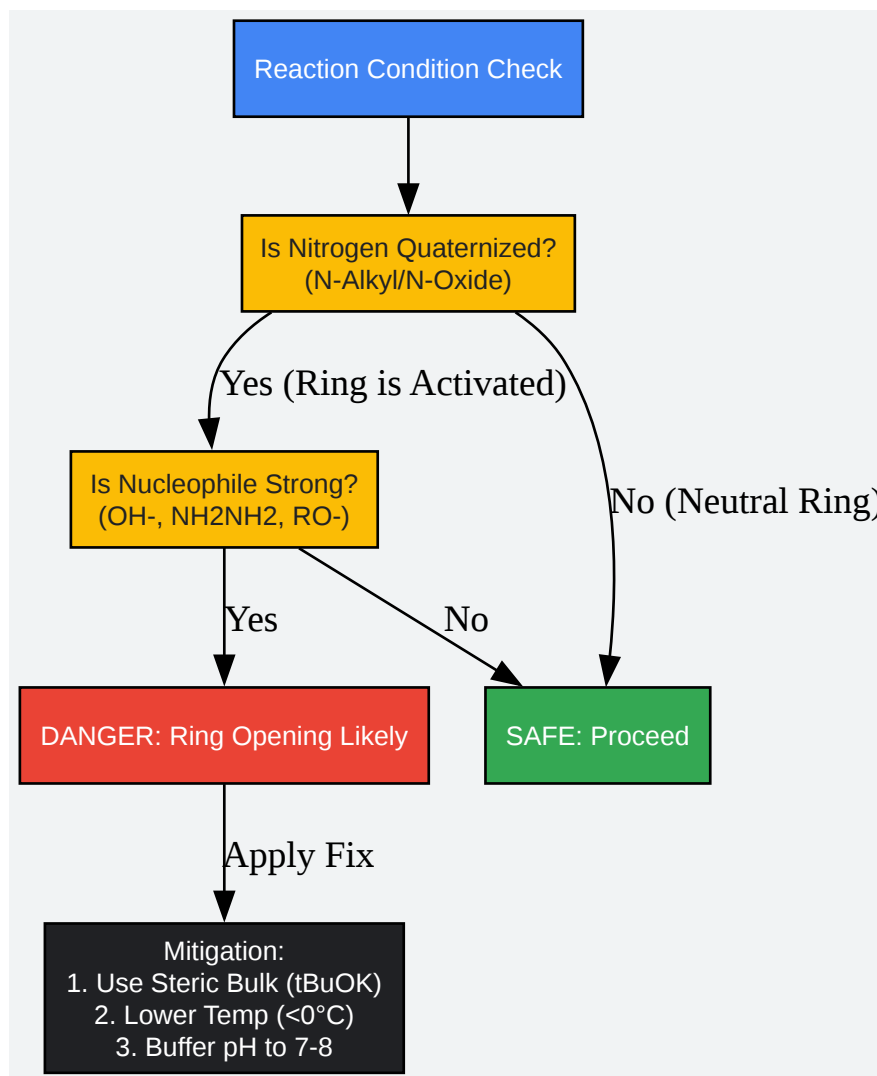 Reaction Condition Check
Is Nitrogen Quaternized?
(N-Alkyl/N-Oxide)
Yes (Ring is Activated)
Is Nucleophile Strong?
(OH-, NH2NH2, RO-)
No (Neutral Ring)
Yes
No
DANGER: Ring Opening Likely
SAFE: Proceed
Apply Fix
Mitigation:
1. Use Steric Bulk (tBuOK)
2. Lower Temp (<0°C)
3. Buffer pH to 7-8